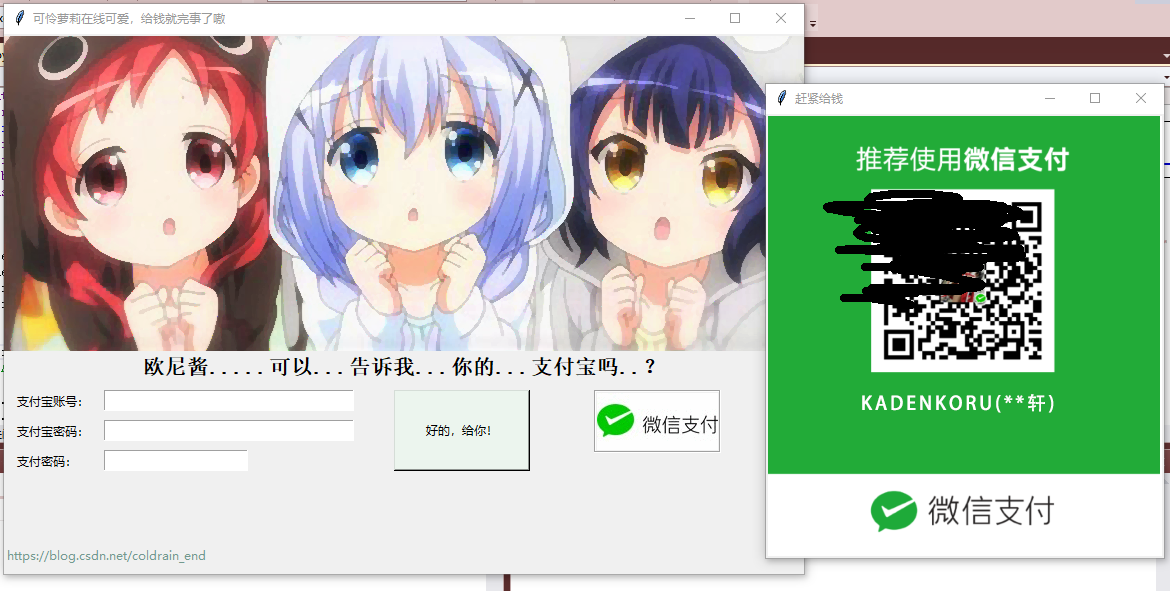 可怜萝莉在线可爱，给钱就完事了嗷
欧尼酱.....可以...告诉我...你的...支付宝吗..？
支付宝账号:
支付宝密码:
支付密码:
好的，给你!
微信支付
https://blog.csdn.net/coldrain_end
赶紧给钱
推荐使用微信支付
KADENKORU(**轩)
微信支付